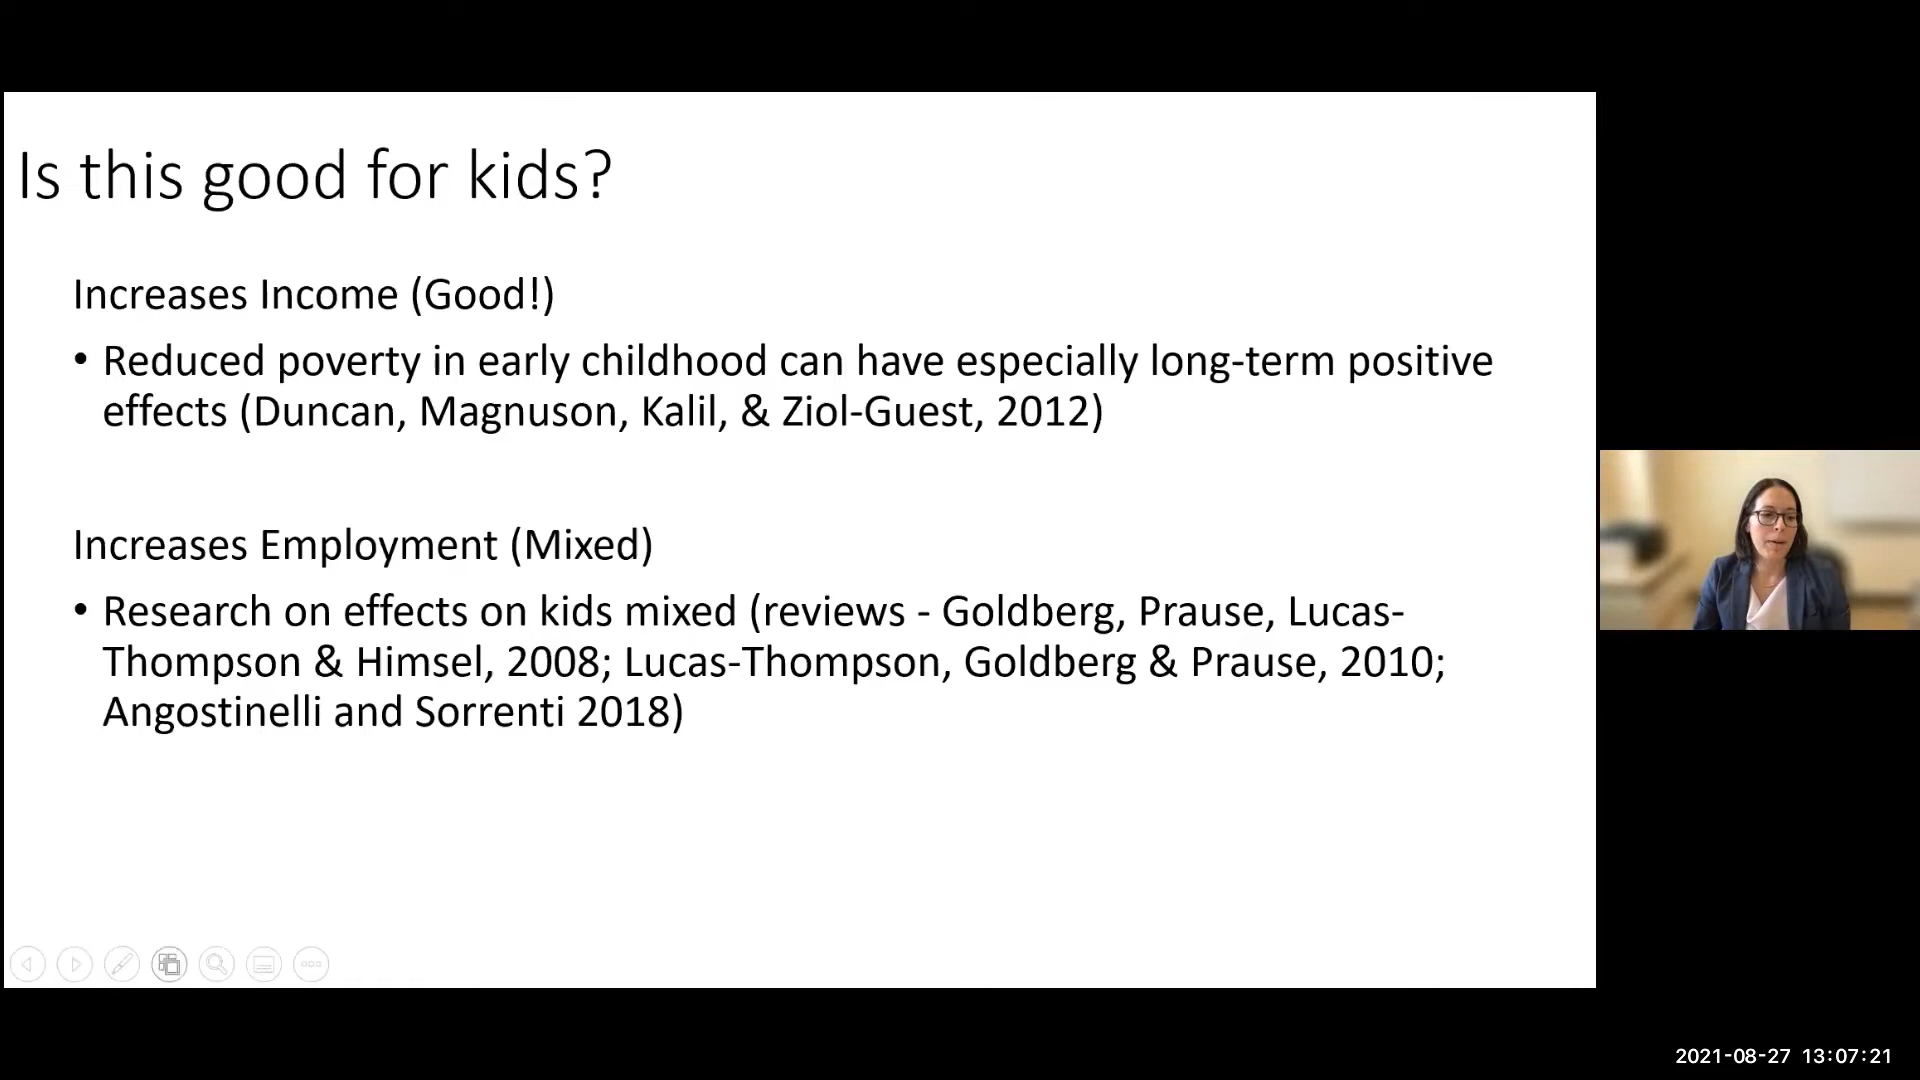 Is this good for kids?
Increases Income (Good!)
• Reduced poverty in early childhood can have especially long-term positive
effects (Duncan, Magnuson, Kalil, & Ziol-Guest, 2012)
Increases Employment (Mixed)
• Research on effects on kids mixed (reviews - Goldberg, Prause, Lucas-
Thompson & Himsel, 2008; Lucas-Thompson, Goldberg & Prause, 2010;
Angostinelli and Sorrenti 2018)
2021-08-27 13:07:21